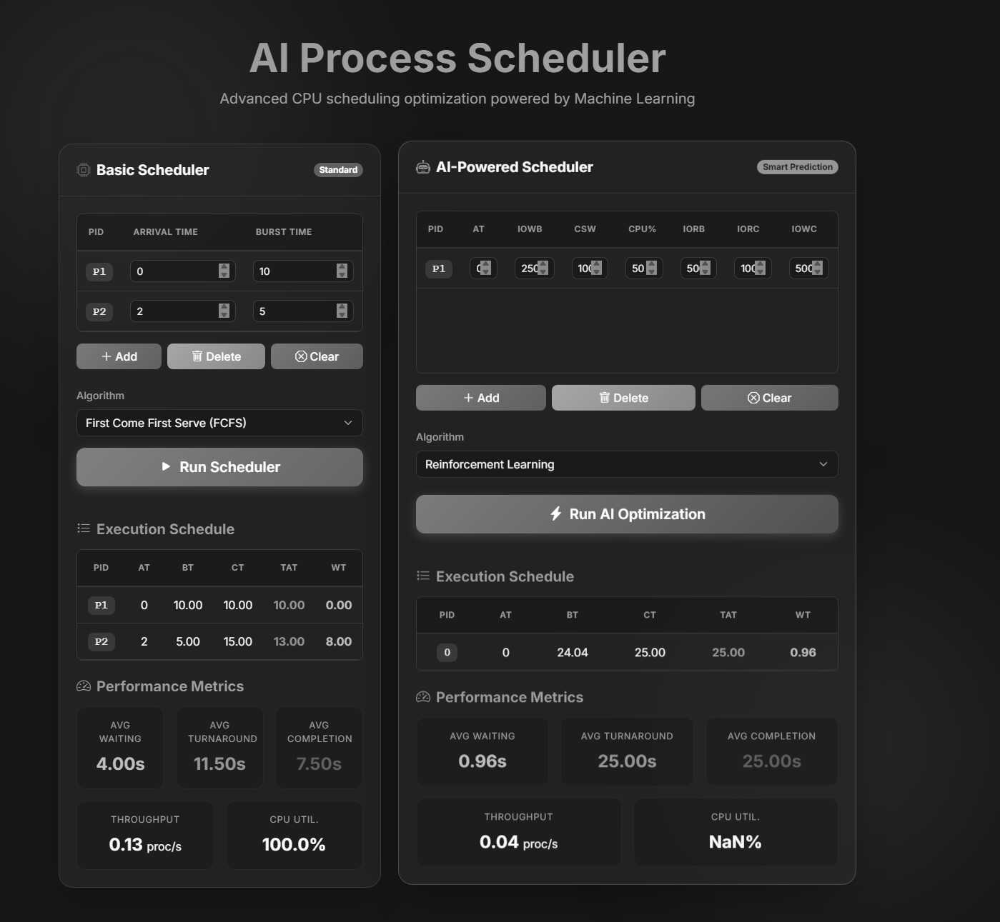 AI Process Scheduler
Advanced CPU scheduling optimization powered by Machine Learning
Basic Scheduler
Standard
PID ARRIVAL TIME BURST TIME
P1 0 10
P2 2 5
Add Delete Clear
Algorithm
First Come First Serve (FCFS)
Run Scheduler
Execution Schedule
PID AT BT CT TAT WT
P1 0 10.00 10.00 10.00 0.00
P2 2 5.00 15.00 13.00 8.00
Performance Metrics
AVG
WAITING
4.00s
AVG
TURNAROUND
11.50s
AVG
COMPLETION
7.50s
THROUGHPUT
0.13 proc/s
CPU UTIL.
100.0%
AI-Powered Scheduler
Smart Prediction
PID AT IOWB CSW CPU% IORB IORC IOWC
P1 0 250 100 50 50 100 500
Add Delete Clear
Algorithm
Reinforcement Learning
Run AI Optimization
Execution Schedule
PID AT BT CT TAT WT
0 0 24.04 25.00 25.00 0.96
Performance Metrics
AVG WAITING
0.96s
AVG TURNAROUND
25.00s
AVG COMPLETION
25.00s
THROUGHPUT
0.04 proc/s
CPU UTIL.
NaN%